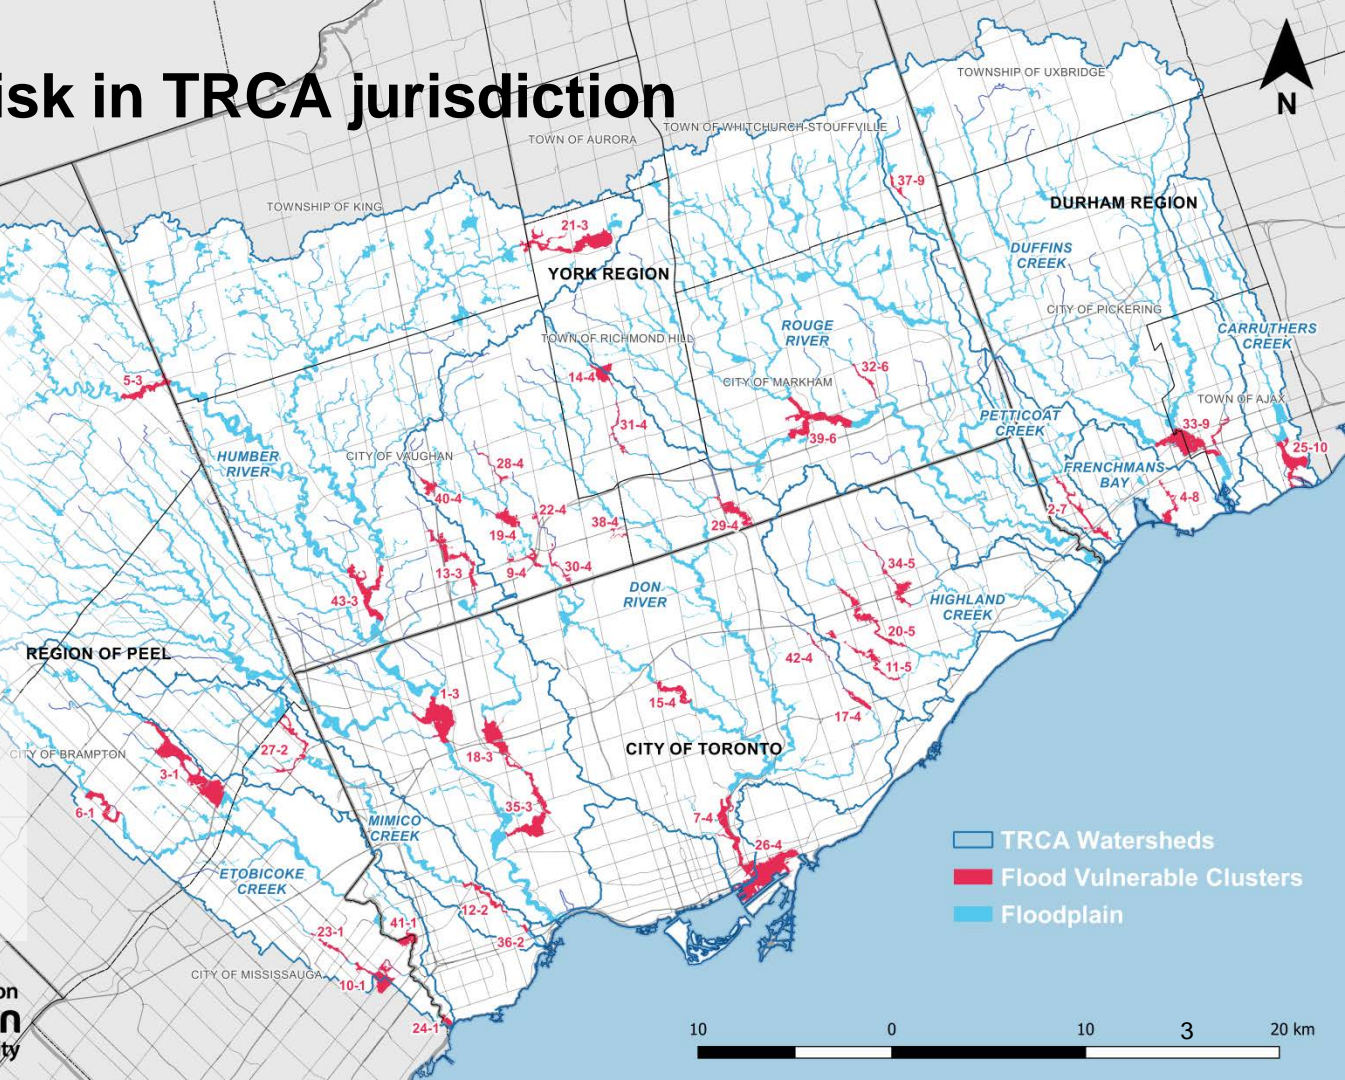 isk in TRCA jurisdiction
TOWNSHIP OF UXBRIDGE
N
TOWN OF WHITCHURCH-STOUFFVILLE
TOWN OF AURORA
37-9
DURHAM REGION
TOWNSHIP OF KING
21-3
YORK REGION
DUFFINS
CREEK
CITY OF PICKERING
ROUGE
RIVER
CARRUTHERS
CREEK
TOWN OF RICHMOND HILL
14-4
32-6
5-3
CITY OF MARKHAM
TOWN OF AJAX
31-4
39-6
PETTICOAT
CREEK
33-9
25-10
HUMBER
RIVER
CITY OF VAUGHAN
28-4
FRENCHMANS
BAY
40-4
4-8
22-4
2-7
19-4
38-4
29-4
13-3
9-4
30-4
34-5
43-3
DON
RIVER
HIGHLAND
CREEK
20-5
REGION OF PEEL
42-4
11-5
1-3
15-4
17-4
CITY OF BRAMPTON
27-2
18-3
CITY OF TORONTO
3-1
6-1
35-3
MIMICO
CREEK
7-4
26-4
TRCA Watersheds
Flood Vulnerable Clusters
Floodplain
ETOBICOKE
CREEK
12-2
41-1
23-1
36-2
CITY OF MISSISSAUGA
10-1
on
n
ty
24-1
10 0 10 3 20 km